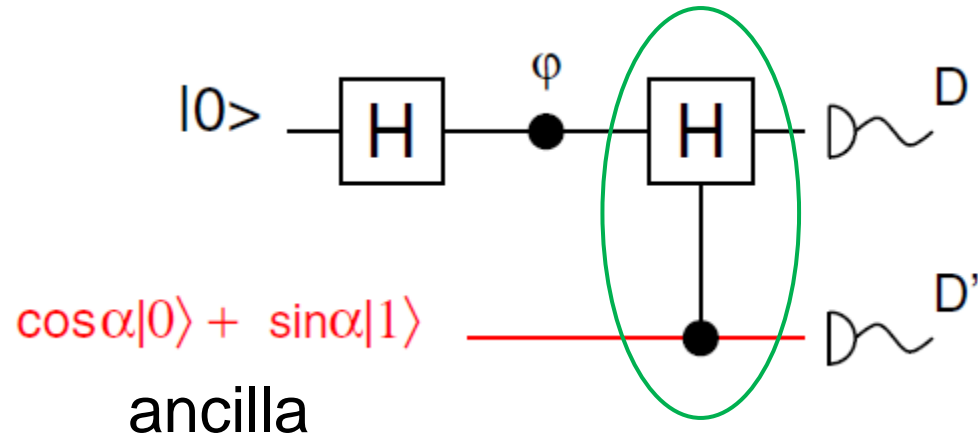 φ
|0> H H D
cosα|0⟩ + sinα|1⟩ D'
ancilla